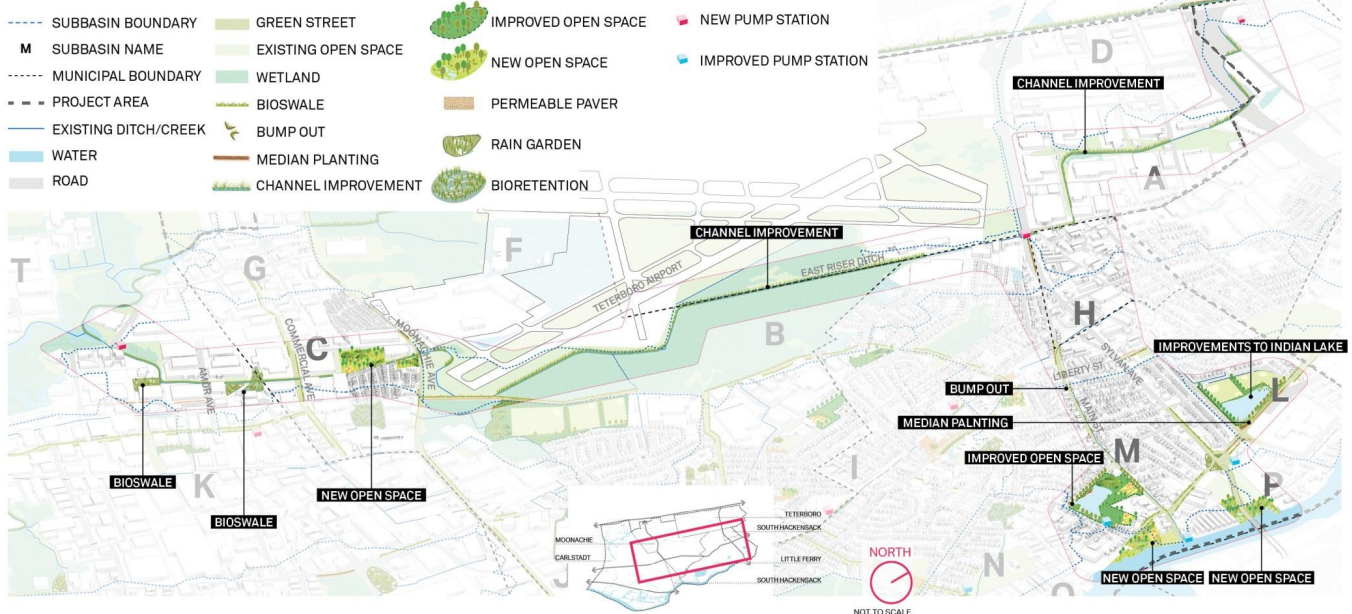 SUBBASIN BOUNDARY
M SUBBASIN NAME
MUNICIPAL BOUNDARY
PROJECT AREA
EXISTING DITCH/CREEK
WATER
ROAD
GREEN STREET
EXISTING OPEN SPACE
WETLAND
BIOSWALE
BUMP OUT
MEDIAN PLANTING
CHANNEL IMPROVEMENT
IMPROVED OPEN SPACE
NEW OPEN SPACE
PERMEABLE PAVER
RAIN GARDEN
BIORETENTION
NEW PUMP STATION
IMPROVED PUMP STATION
D
CHANNEL IMPROVEMENT
A
T
G
F
CHANNEL IMPROVEMENT
EAST RISER DITCH
TETERBORO AIRPORT
B
H
COMMERCIAL AVE
C
MOONACHIE AVE
AMOR AVE
SYLVAN AVE
IMPROVEMENTS TO INDIAN LAKE
LIBERTY ST
L
BUMP OUT
MAIN ST
MEDIAN PALNTING
IMPROVED OPEN SPACE
M
I
K
P
BIOSWALE
BIOSWALE
NEW OPEN SPACE
N
J
O
NEW OPEN SPACE
NEW OPEN SPACE
TETERBORO
SOUTH HACKENSACK
MOONACHIE
CARLSTADT
LITTLE FERRY
SOUTH HACKENSACK
NORTH
NOT TO SCALE